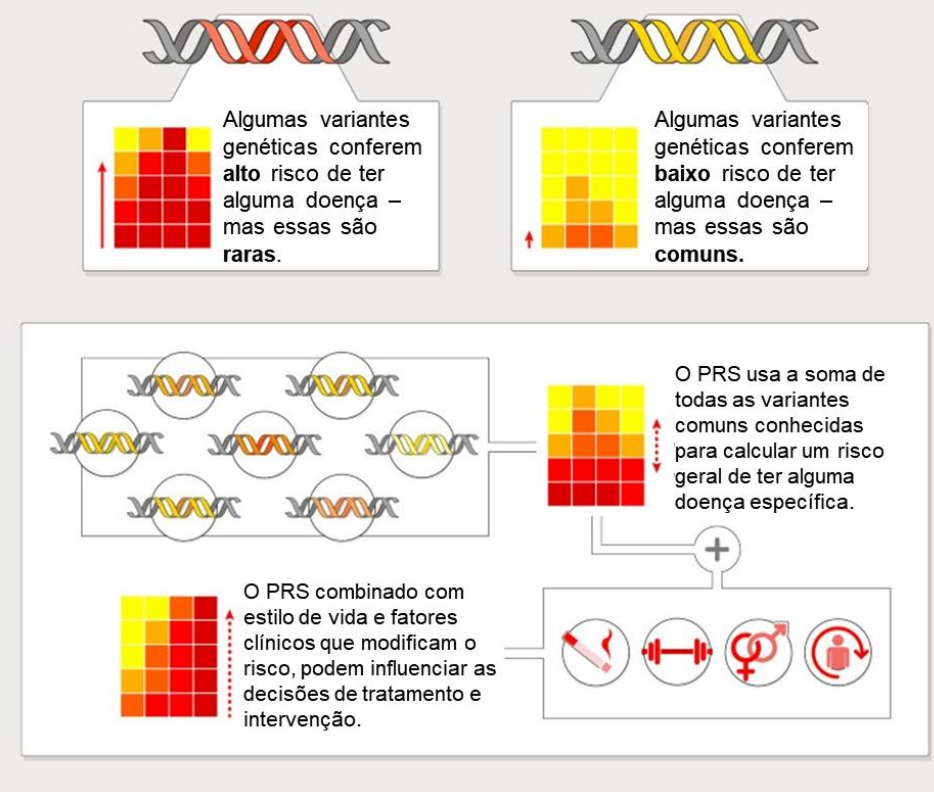 Algumas variantes
genéticas conferem
alto risco de ter
alguma doença –
mas essas são
raras.
Algumas variantes
genéticas conferem
baixo risco de ter
alguma doença –
mas essas são
comuns.
O PRS usa a soma de
todas as variantes
comuns conhecidas
para calcular um risco
geral de ter alguma
doença específica.
O PRS combinado com
estilo de vida e fatores
clínicos que modificam o
risco, podem influenciar as
decisões de tratamento e
intervenção.